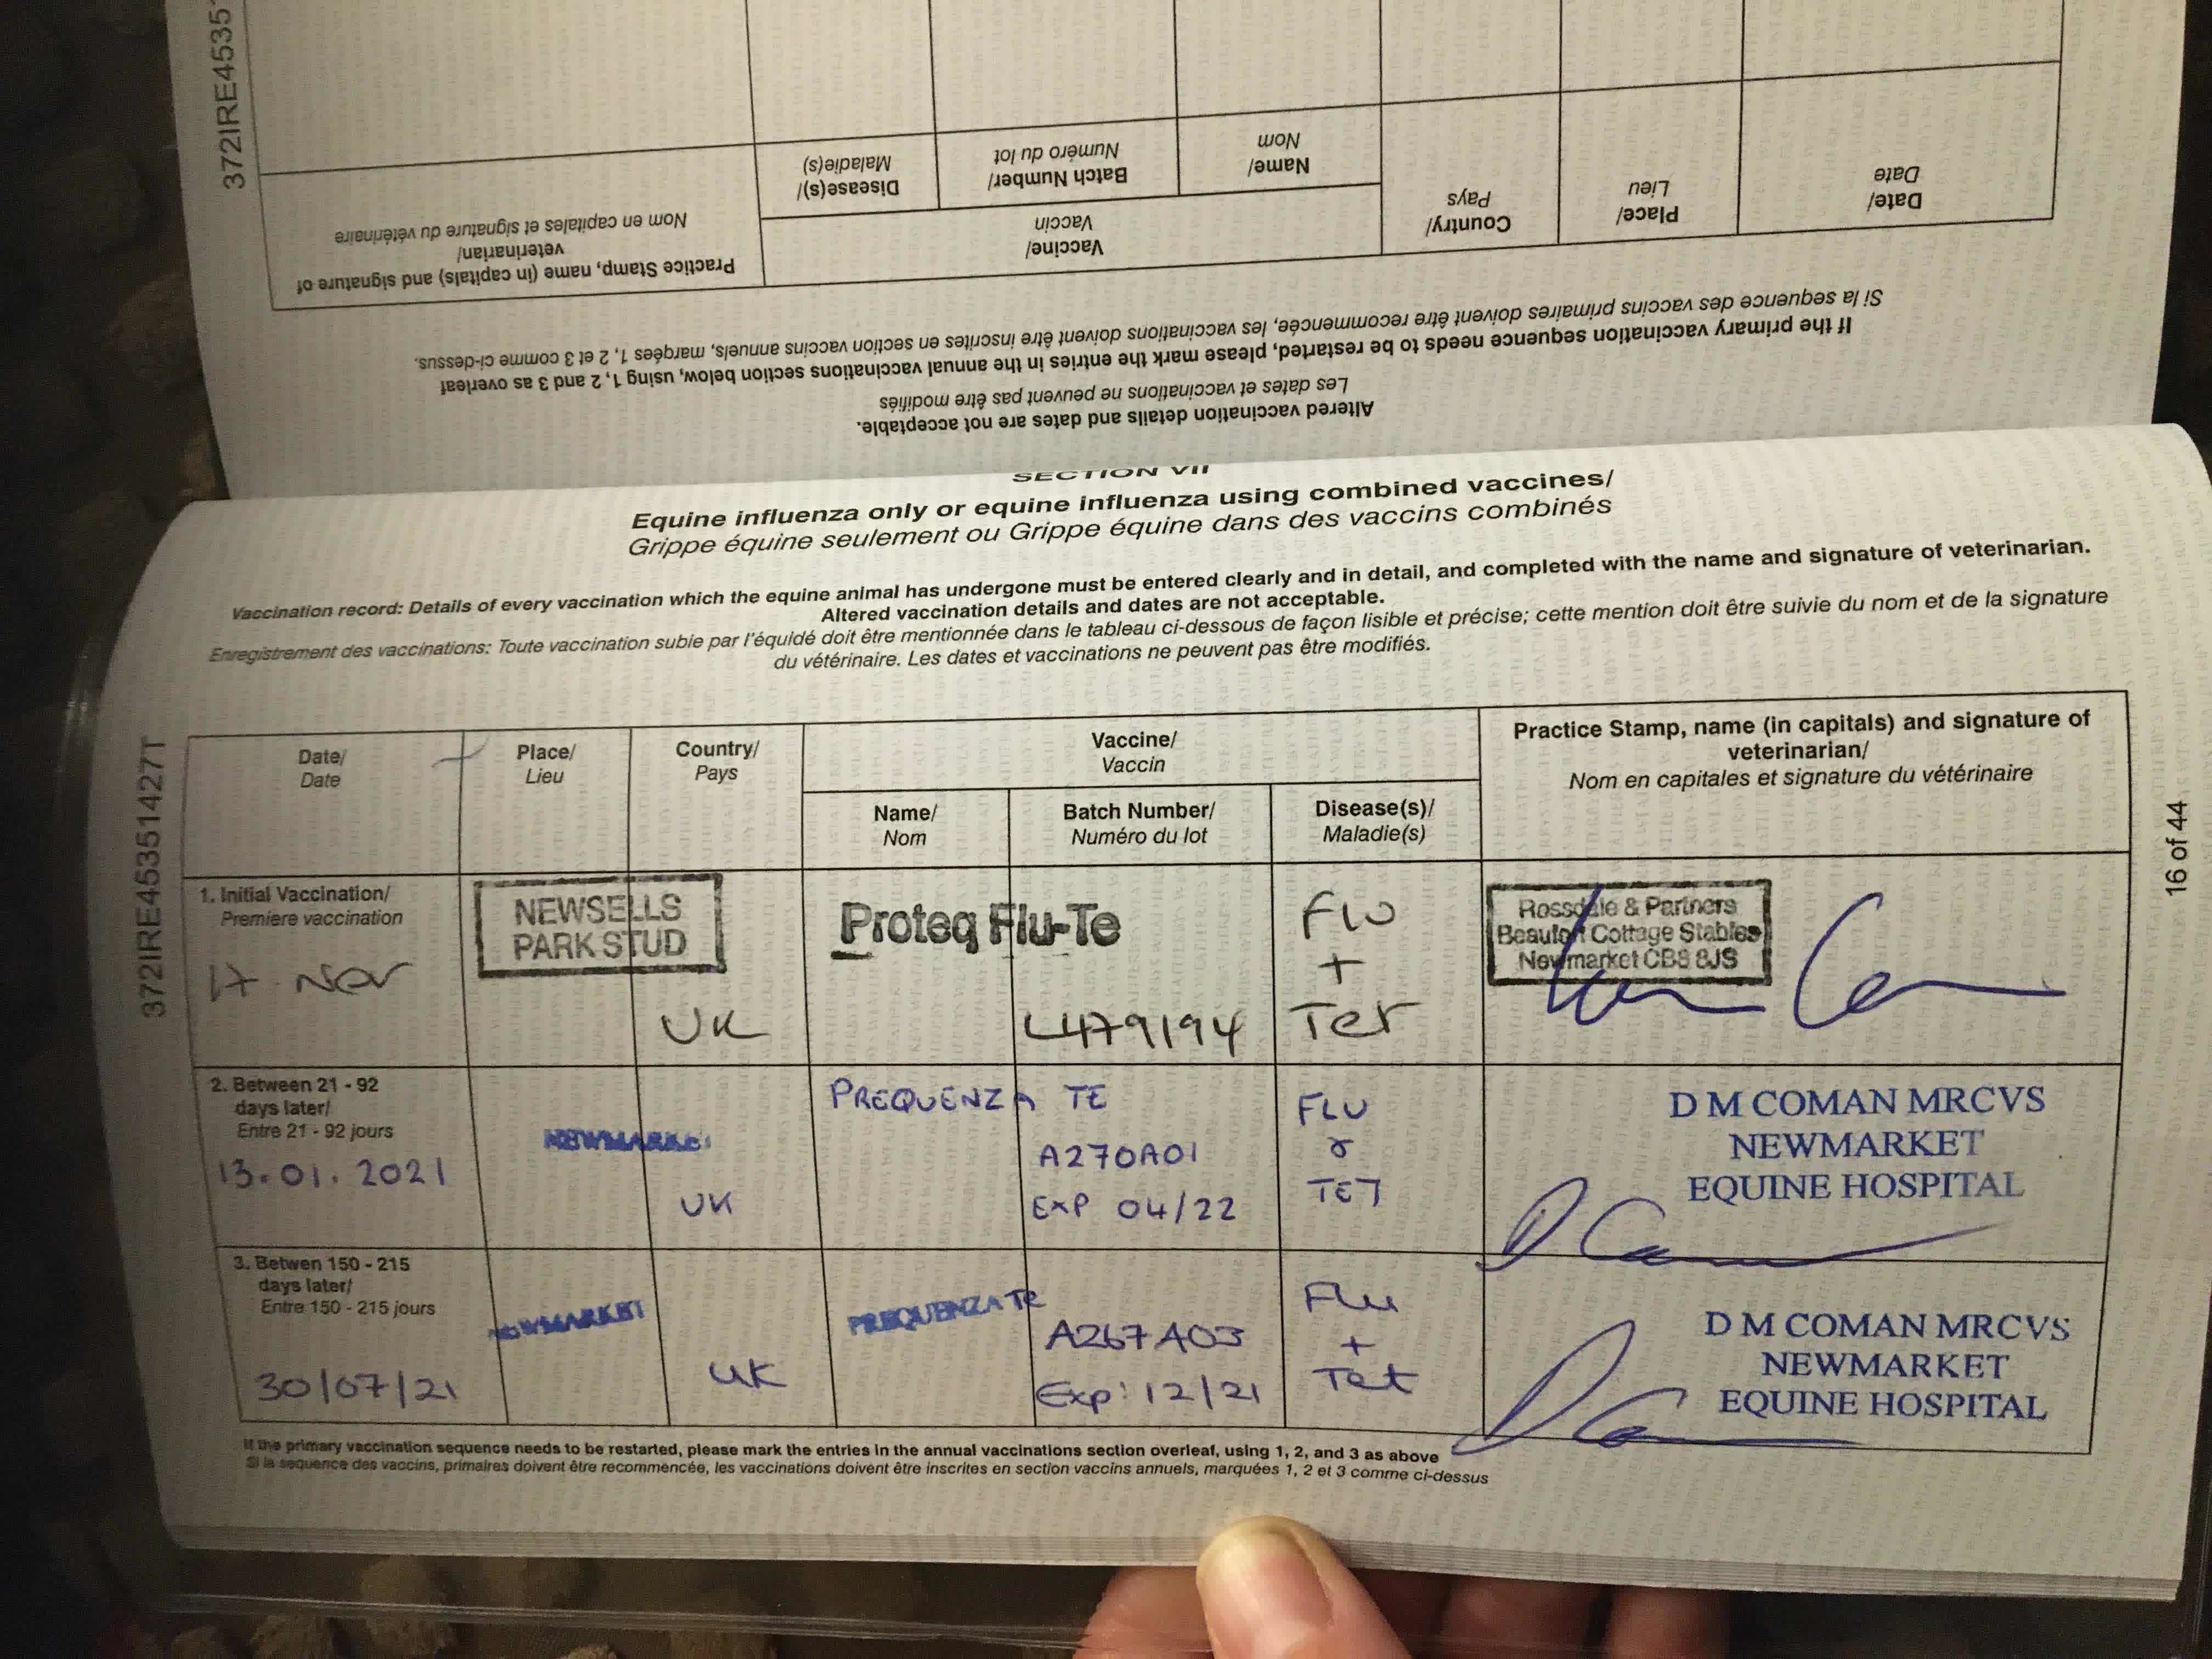 372IRE45351
Practice Stamp, name (in capitals) and signature of
veterinarian/
Nom en capitales et signature du vétérinaire
Vaccine/
Vaccin
Disease(s)/
Maladie(s)
Batch Number/
Numéro du lot
Name/
Nom
Country/
Pays
Place/
Lieu
Date/
Date
Si la sequence des vaccins primaires doivent être recommencée, les vaccinations doivent être inscrites en section vaccins annuels, marqées 1, 2 et 3 comme ci-dessus.
If the primary vaccination sequence needs to be restarted, please mark the entries in the annual vaccinations section below, using 1, 2 and 3 as overleaf
Les dates et vaccinations ne peuvent pas être modifiés
Altered vaccination details and dates are not acceptable.
SECTION VII
Equine influenza only or equine influenza using combined vaccines/
Grippe équine seulement ou Grippe équine dans des vaccins combinés
Vaccination record: Details of every vaccination which the equine animal has undergone must be entered clearly and in detail, and completed with the name and signature of veterinarian.
Altered vaccination details and dates are not acceptable.
Enregistrement des vaccinations: Toute vaccination subie par l'équidé doit être mentionnée dans le tableau ci-dessous de façon lisible et précise; cette mention doit être suivie du nom et de la signature
du vétérinaire. Les dates et vaccinations ne peuvent pas être modifiés.
372IRE453514277T
16 of 44
Date/
Date
Place/
Lieu
Country/
Pays
Vaccine/
Vaccin
Practice Stamp, name (in capitals) and signature of
veterinarian/
Nom en capitales et signature du vétérinaire
Name/
Nom
Batch Number/
Numéro du lot
Disease(s)/
Maladie(s)
1. Initial Vaccination/
Premiere vaccination
17. Nov
NEWSELLS
PARK STUD
UK
Proteq Flu-Te
L479194
Flu
+
Tet
Rossdale & Partners
Beaufort Cottage Stables
Newmarket CB8 8JS
2. Between 21 - 92
days later/
Entre 21 - 92 jours
13.01.2021
NEWMARKET
UK
PREQUENZA TE
A270A01
EXP 04/22
FLU
&
TET
D M COMAN MRCVS
NEWMARKET
EQUINE HOSPITAL
3. Betwen 150 - 215
days later/
Entre 150 - 215 jours
30/07/21
NEWMARKET
UK
PREQUENZA TE
A267A03
Exp: 12/21
Flu
+
Tet
D M COMAN MRCVS
NEWMARKET
EQUINE HOSPITAL
If the primary vaccination sequence needs to be restarted, please mark the entries in the annual vaccinations section overleaf, using 1, 2, and 3 as above
Si la sequence des vaccins, primaires doivent être recommencée, les vaccinations doivent être inscrites en section vaccins annuels, marquées 1, 2 et 3 comme ci-dessus